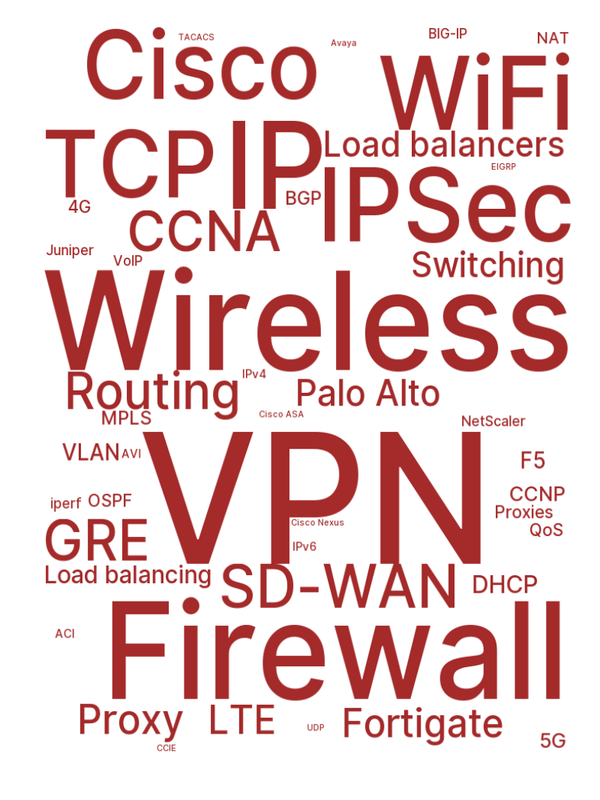 Cisco
TACACS
Avaya
BIG-IP
NAT
WiFi
TCP
IP
Load balancers
EIGRP
4G
BGP
IPSec
CCNA
Juniper
VoIP
Switching
Wireless
Routing
IPv4
Palo Alto
MPLS
Cisco ASA
NetScaler
VLAN
AVI
VPN
F5
iperf
OSPF
CCNP
Proxies
QoS
Cisco Nexus
GRE
IPv6
Load balancing
SD-WAN
DHCP
ACI
Firewall
Proxy
LTE
UDP
Fortigate
5G
CCIE